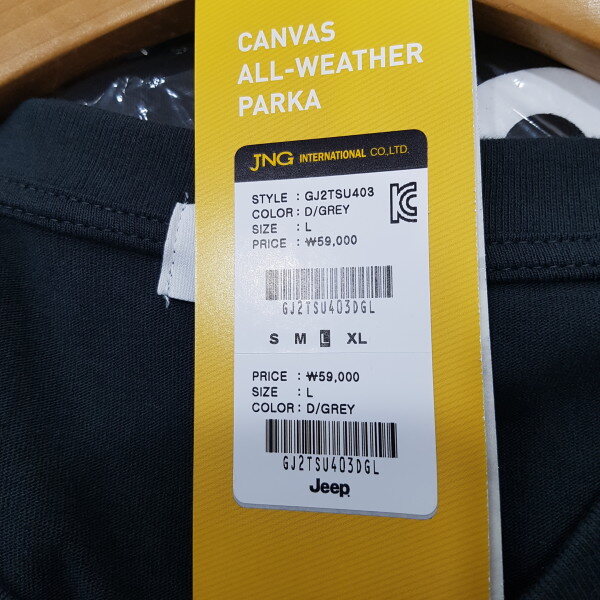 CANVAS
ALL-WEATHER
PARKA
JNG INTERNATIONAL CO.,LTD.
STYLE : GJ2TSU403
COLOR : D/GREY
SIZE : L
PRICE : ₩59,000
GJ2TSU403DGL
S M L XL
PRICE : ₩59,000
SIZE : L
COLOR : D/GREY
GJ2TSU403DGL
Jeep